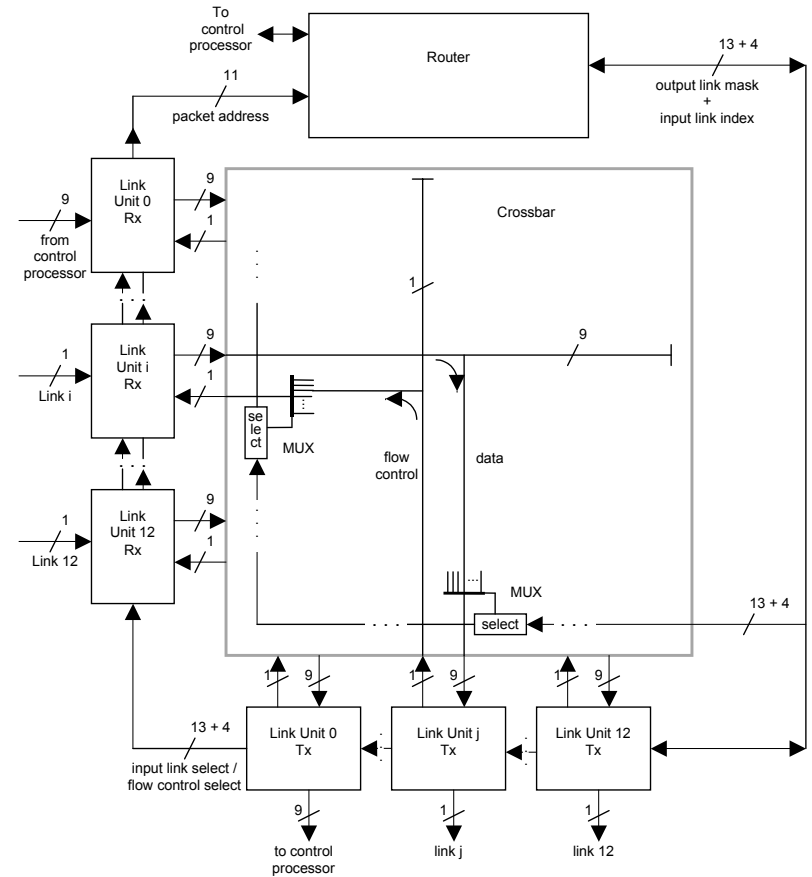 To
control
processor
Router
13 + 4
output link mask
+
input link index
11
packet address
Link
Unit 0
Rx
9
from
control
processor
9
1
Crossbar
1
. . .
Link
Unit i
Rx
1
Link i
9
1
9
se
le
ct
MUX
flow
control
data
. . .
Link
Unit 12
Rx
1
Link 12
9
1
MUX
select
13 + 4
1
9
1
9
1
9
13 + 4
input link select /
flow control select
Link Unit 0
Tx
Link Unit j
Tx
Link Unit 12
Tx
9
to control
processor
1
link j
1
link 12